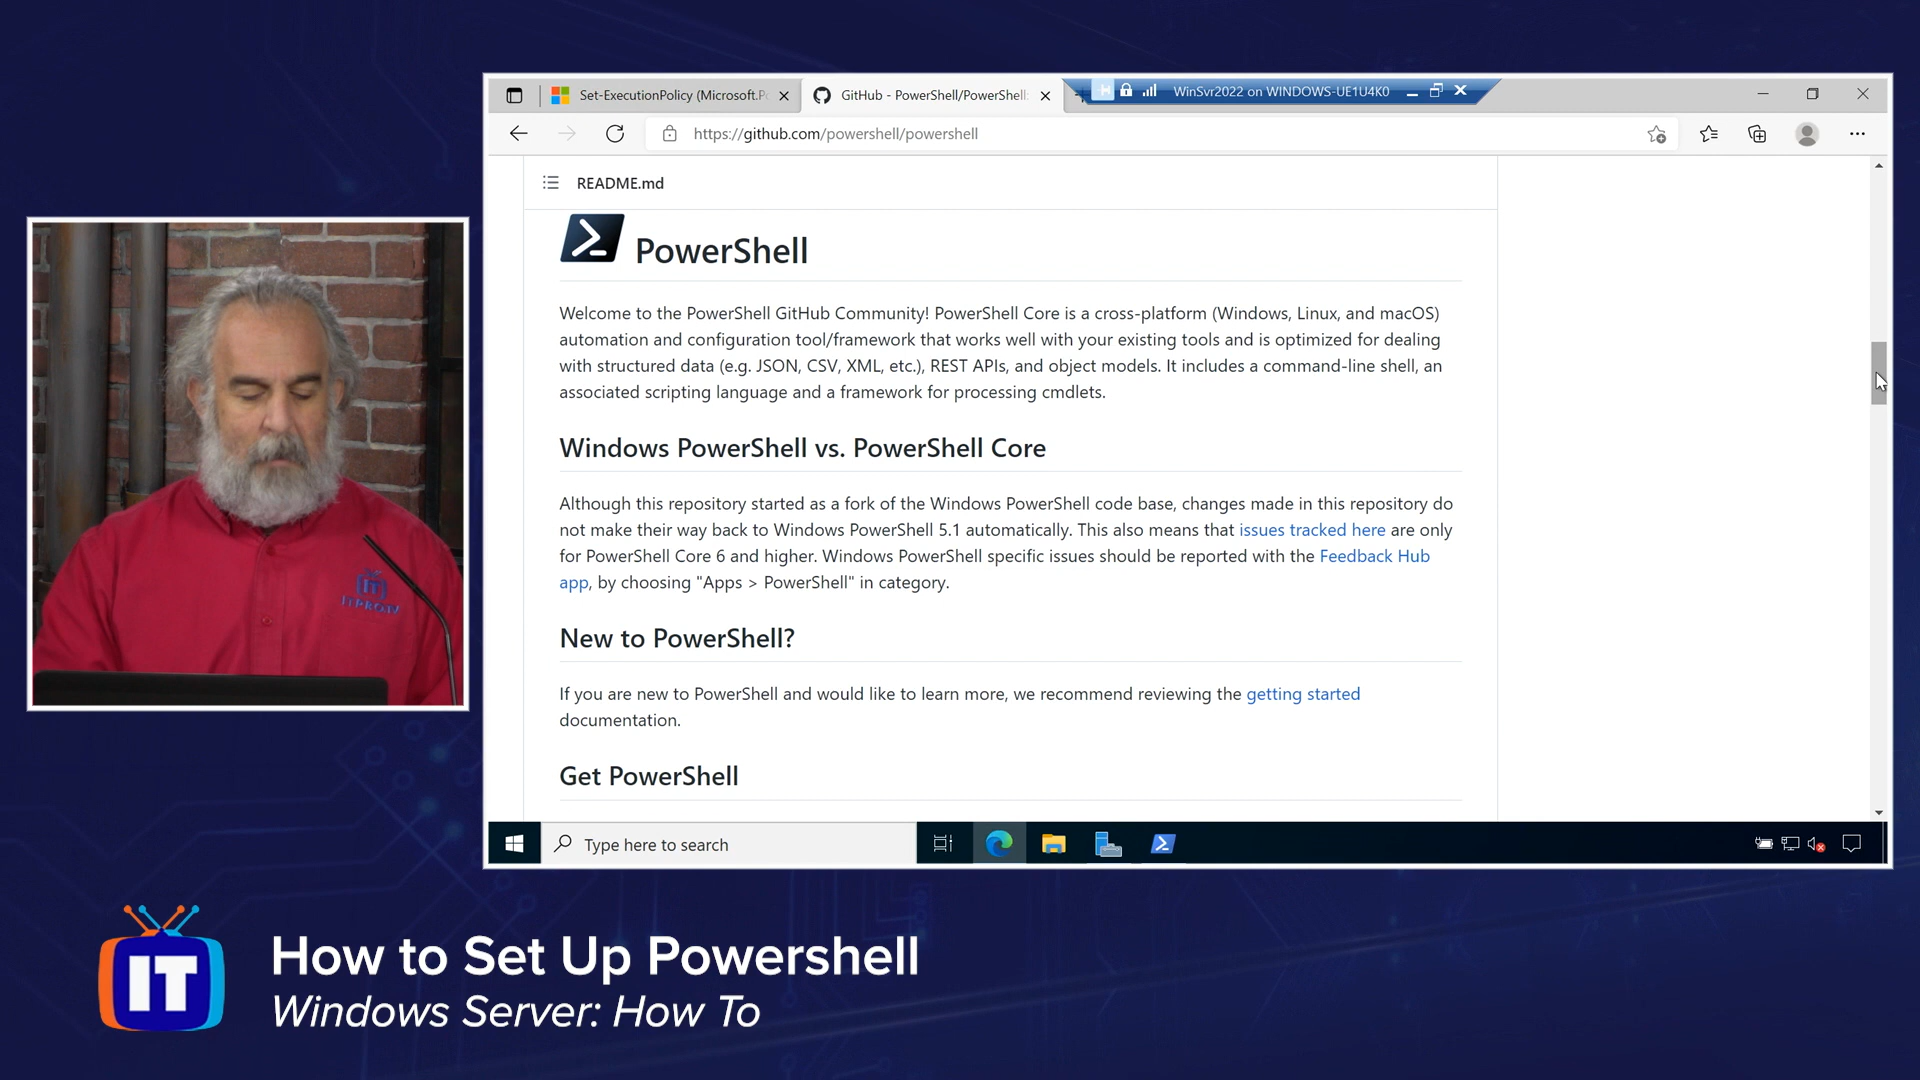 Set-ExecutionPolicy (Microsoft.Po
GitHub - PowerShell/PowerShell:
WinSvr2022 on WINDOWS-UE1U4K0
https://github.com/powershell/powershell
README.md
PowerShell
Welcome to the PowerShell GitHub Community! PowerShell Core is a cross-platform (Windows, Linux, and macOS)
automation and configuration tool/framework that works well with your existing tools and is optimized for dealing
with structured data (e.g. JSON, CSV, XML, etc.), REST APIs, and object models. It includes a command-line shell, an
associated scripting language and a framework for processing cmdlets.
Windows PowerShell vs. PowerShell Core
Although this repository started as a fork of the Windows PowerShell code base, changes made in this repository do
not make their way back to Windows PowerShell 5.1 automatically. This also means that issues tracked here are only
for PowerShell Core 6 and higher. Windows PowerShell specific issues should be reported with the Feedback Hub
app, by choosing "Apps > PowerShell" in category.
New to PowerShell?
If you are new to PowerShell and would like to learn more, we recommend reviewing the getting started
documentation.
Get PowerShell
Type here to search
IT
ITPRO.TV
IT
How to Set Up Powershell
Windows Server: How To